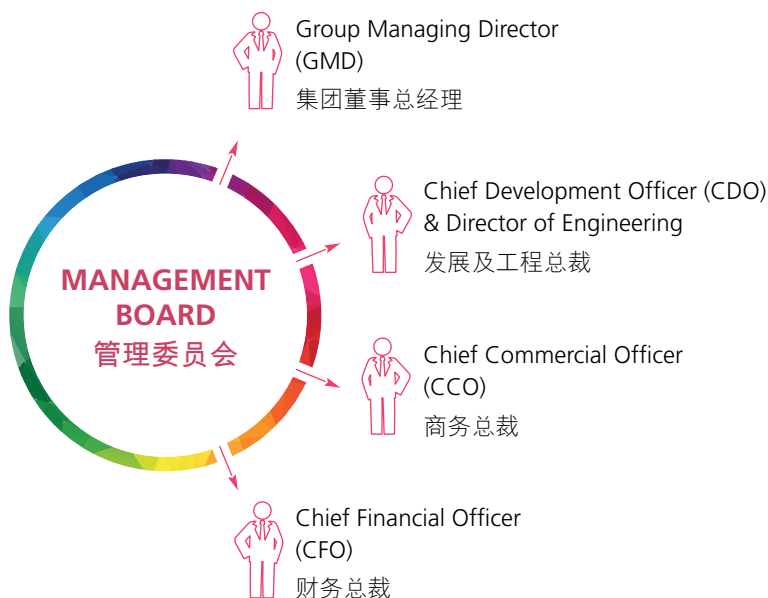 Group Managing Director
(GMD)
集团董事总经理
Chief Development Officer (CDO)
& Director of Engineering
发展及工程总裁
MANAGEMENT
BOARD
管理委员会
Chief Commercial Officer
(CCO)
商务总裁
Chief Financial Officer
(CFO)
财务总裁